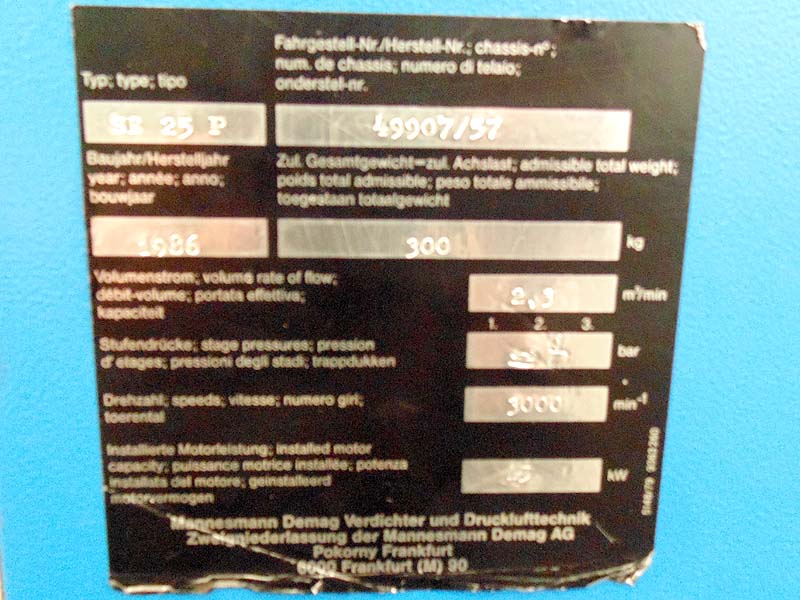 Fahrgestell-Nr./Herstell-Nr.; chassis-n°;
num. de chassis; numero di telaio;
onderstel-nr.
Typ; type; tipo
SE 25 P
49907/57
Baujahr/Herstelljahr
year; année; anno;
bouwjaar
Zul. Gesamtgewicht=zul. Achslast; admissible total weight;
poids total admissible; peso totale ammissibile;
toegestaan totaalgewicht
1986
300
kg
Volumenstrom; volume rate of flow;
débit-volume; portata effettiva;
kapaciteit
2,3
m³/min
1. 2. 3.
Stufendrücke; stage pressures; pression
d'etages; pressioni degli stadi; trappdukken
bar
Drehzahl; speeds, vitesse; numero giri;
toerental
3000
min⁻¹
Installierte Motorleistung; installed motor
capacity; puissance motrice installée; potenza
installata del motore; geinstalleerd
motorvermogen
kW
Mannesmann Demag Verdichter und Drucklufttechnik
Zweigniederlassung der Mannesmann Demag AG
Pokorny Frankfurt
6000 Frankfurt (M) 90